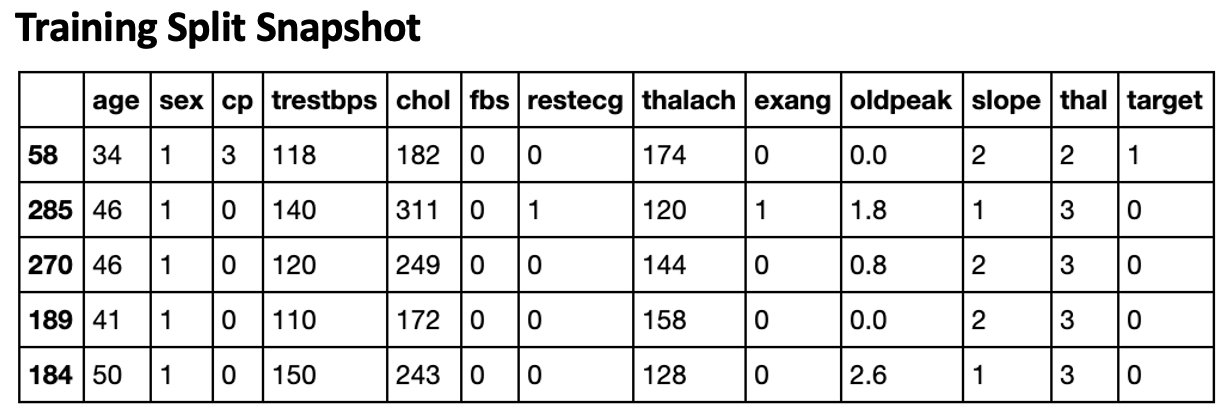 Training Split Snapshot
age sex cp trestbps chol fbs restecg thalach exang oldpeak slope thal target
58 34 1 3 118 182 0 0 174 0 0.0 2 2 1
285 46 1 0 140 311 0 1 120 1 1.8 1 3 0
270 46 1 0 120 249 0 0 144 0 0.8 2 3 0
189 41 1 0 110 172 0 0 158 0 0.0 2 3 0
184 50 1 0 150 243 0 0 128 0 2.6 1 3 0